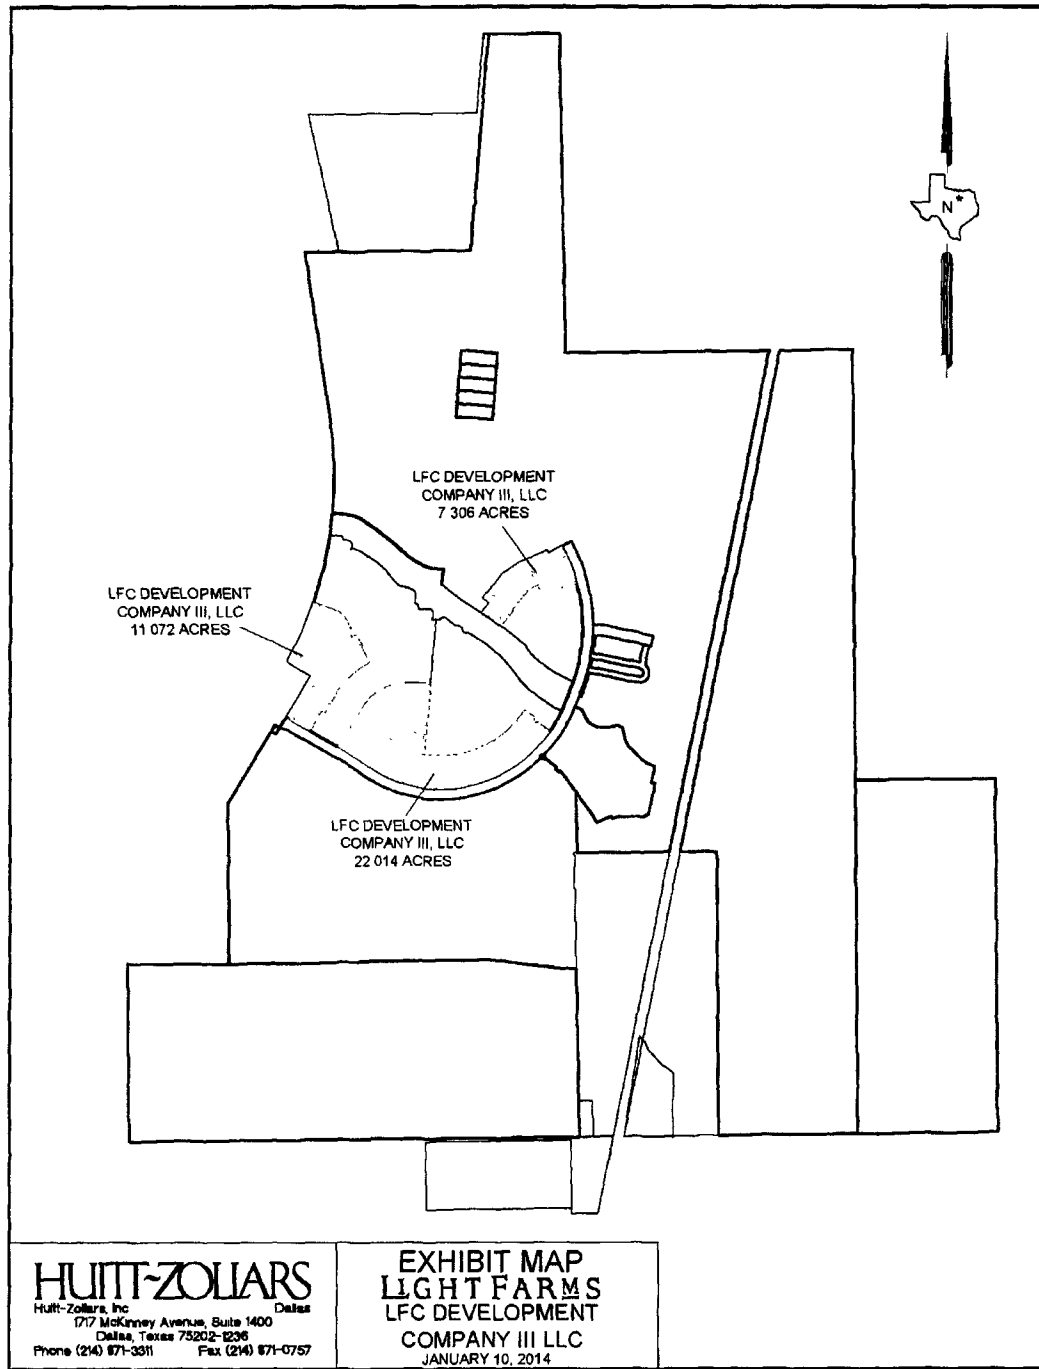 N*
LFC DEVELOPMENT
COMPANY III, LLC
7 306 ACRES
LFC DEVELOPMENT
COMPANY III, LLC
11 072 ACRES
LFC DEVELOPMENT
COMPANY III, LLC
22 014 ACRES
HUITT~ZOLLARS
Huitt-Zollars, Inc Dallas
1717 McKinney Avenue, Suite 1400
Dallas, Texas 75202-1236
Phone (214) 871-3311 Fax (214) 871-0757
EXHIBIT MAP
LIGHT FARMS
LFC DEVELOPMENT
COMPANY III LLC
JANUARY 10, 2014